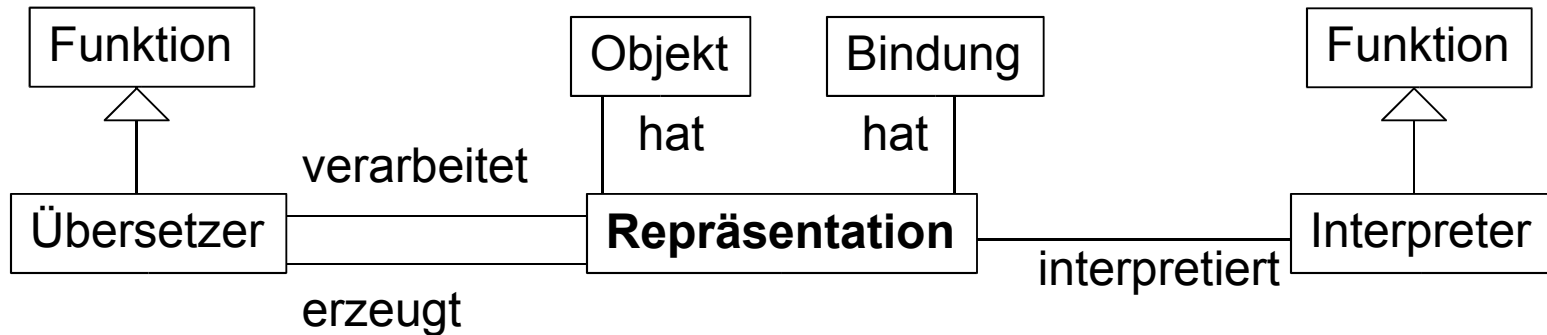 Funktion
Objekt
Bindung
Funktion
hat
hat
verarbeitet
Übersetzer
Repräsentation
Interpreter
interpretiert
erzeugt